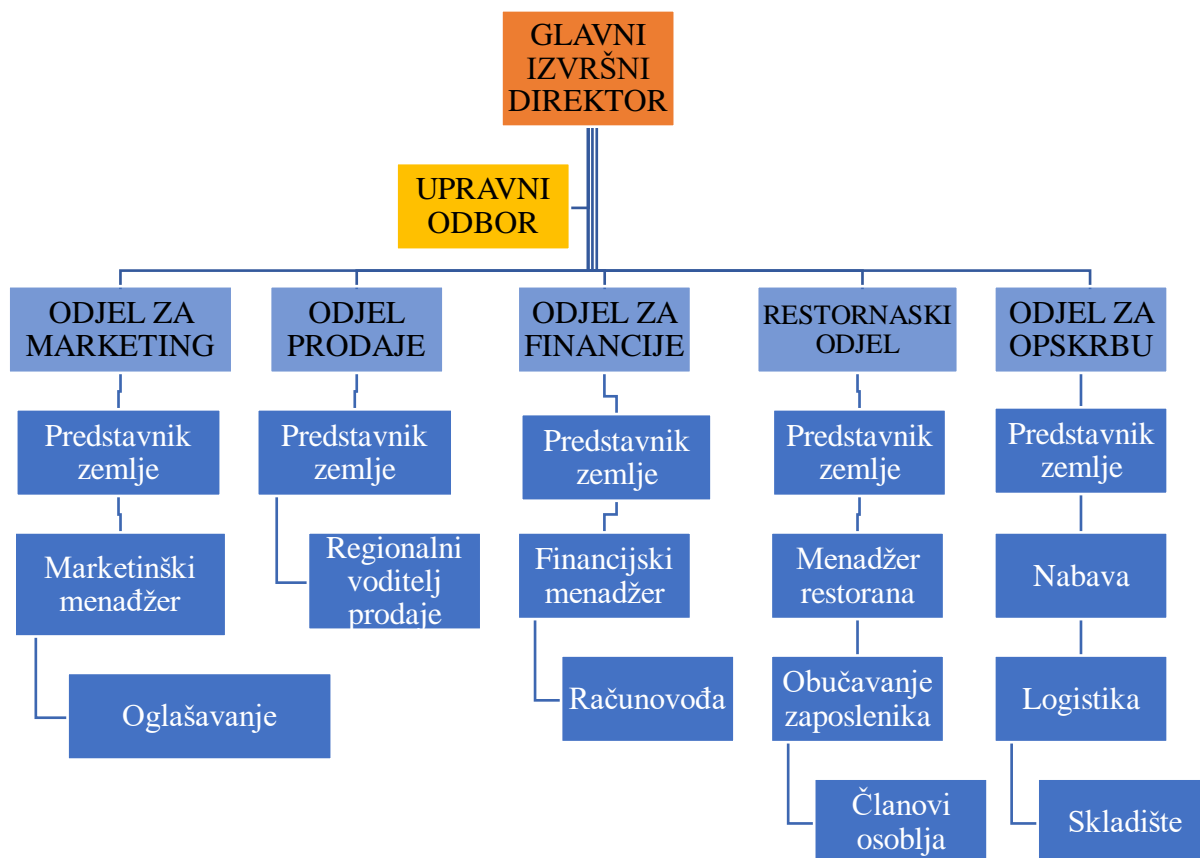 GLAVNI
IZVRŠNI
DIREKTOR
UPRAVNI
ODBOR
ODJEL ZA
MARKETING
Predstavnik
zemlje
Marketinški
menađžer
Oglašavanje
ODJEL
PRODAJE
Predstavnik
zemlje
Regionalni
voditelj
prodaje
ODJEL ZA
FINANCIJE
Predstavnik
zemlje
Financijski
menadžer
Računovođa
RESTORNASKI
ODJEL
Predstavnik
zemlje
Menadžer
restorana
Obučavanje
zaposlenika
Članovi
osoblja
ODJEL ZA
OPSKRBU
Predstavnik
zemlje
Nabava
Logistika
Skladište